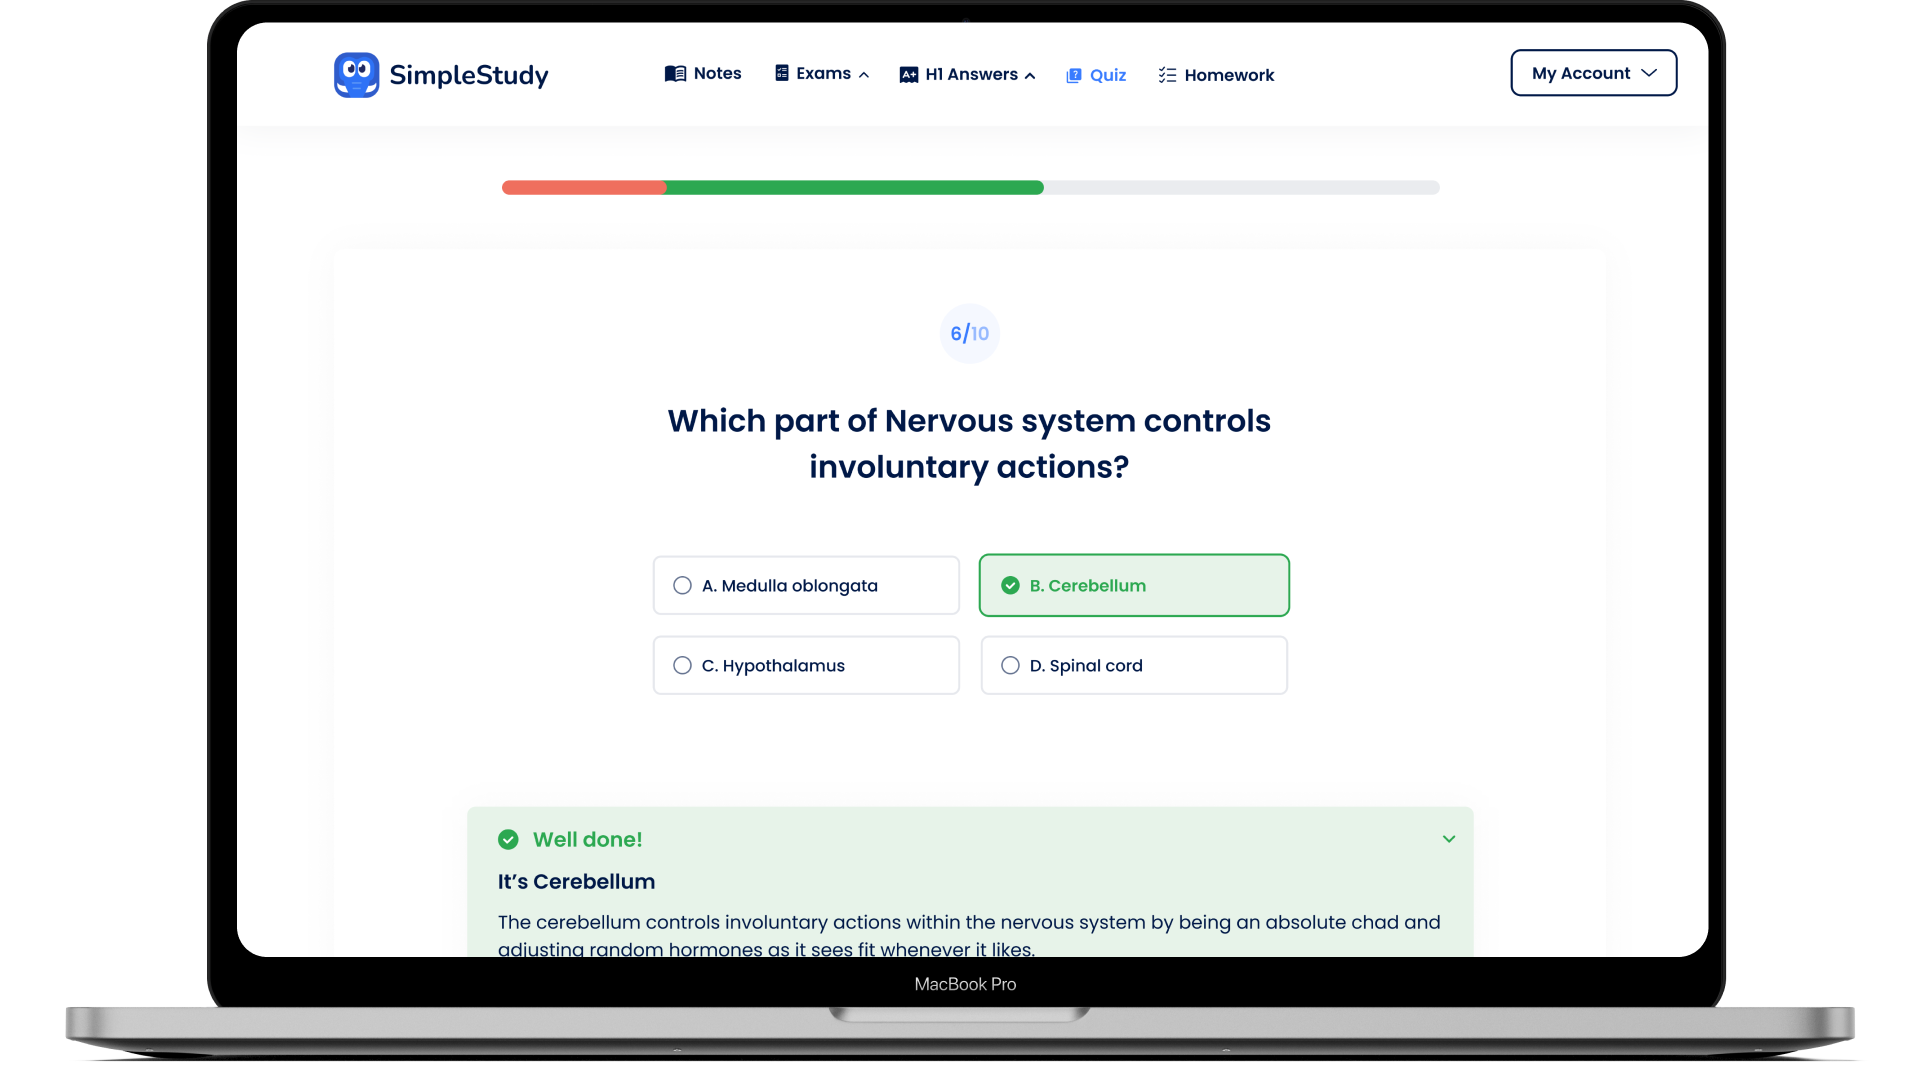 SimpleStudy
Notes
Exams
H1 Answers
Quiz
Homework
My Account
6/10
Which part of Nervous system controls
involuntary actions?
A. Medulla oblongata
B. Cerebellum
C. Hypothalamus
D. Spinal cord
Well done!
It’s Cerebellum
The cerebellum controls involuntary actions within the nervous system by being an absolute chad and
adjusting random hormones as it sees fit whenever it likes.
MacBook Pro